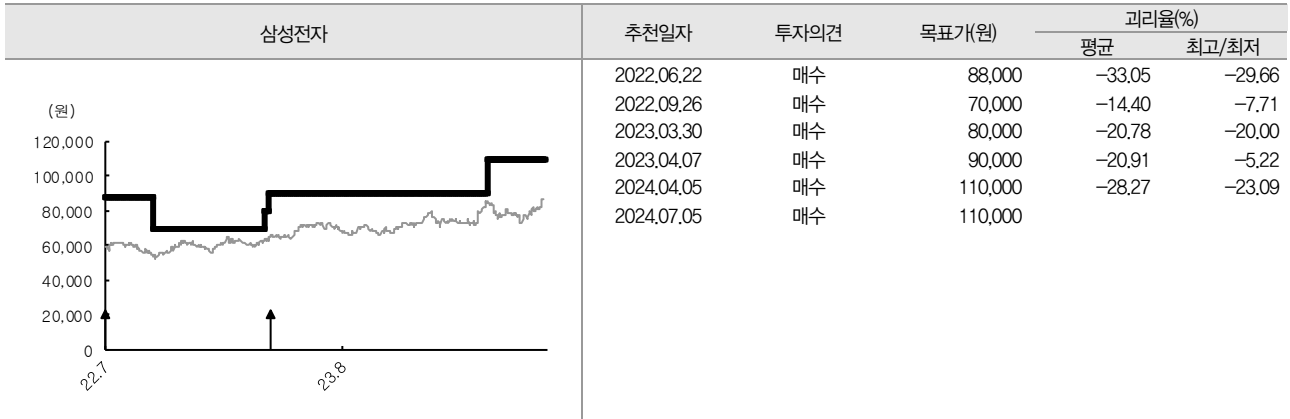 삼성전자 추천일자 투자의견 목표가(원) 괴리율(%)
평균 최고/최저
(원)
120,000
100,000
80,000
60,000
40,000
20,000
0
22.7 23.8
2022.06.22 매수 88,000 -33.05 -29.66
2022.09.26 매수 70,000 -14.40 -7.71
2023.03.30 매수 80,000 -20.78 -20.00
2023.04.07 매수 90,000 -20.91 -5.22
2024.04.05 매수 110,000 -28.27 -23.09
2024.07.05 매수 110,000